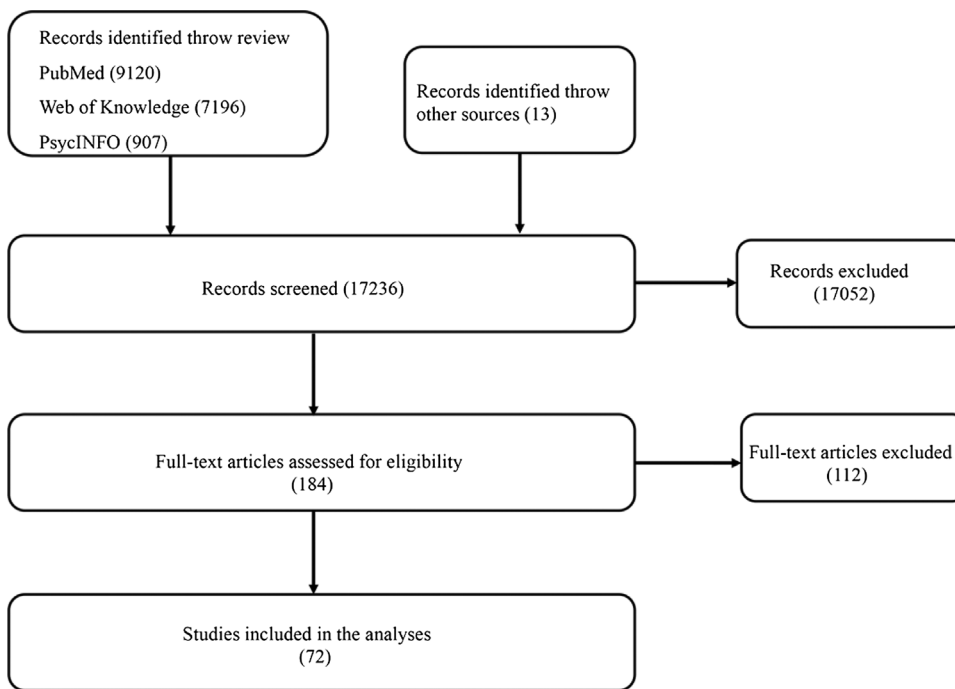 Records identified throw review
PubMed (9120)
Web of Knowledge (7196)
PsycINFO (907)
Records identified throw
other sources (13)
Records screened (17236)
Records excluded
(17052)
Full-text articles assessed for eligibility
(184)
Full-text articles excluded
(112)
Studies included in the analyses
(72)